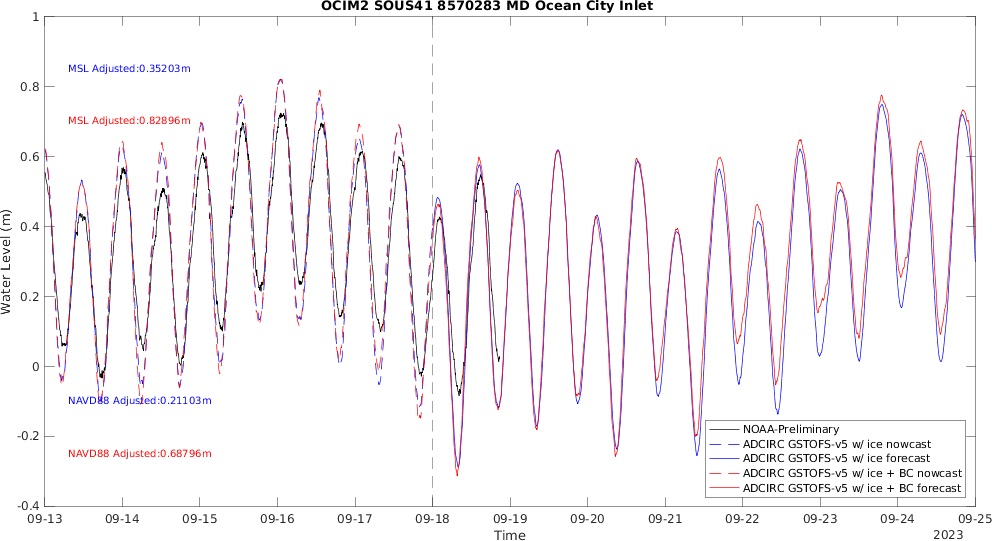 OCIM2 SOUS41 8570283 MD Ocean City Inlet
1
0.8
0.6
0.4
0.2
0
-0.2
-0.4
Water Level (m)
MSL Adjusted:0.35203m
MSL Adjusted:0.82896m
NAVD88 Adjusted:0.21103m
NAVD88 Adjusted:0.68796m
NOAA-Preliminary
ADCIRC GSTOFS-v5 w/ ice nowcast
ADCIRC GSTOFS-v5 w/ ice forecast
ADCIRC GSTOFS-v5 w/ ice + BC nowcast
ADCIRC GSTOFS-v5 w/ ice + BC forecast
09-13 09-14 09-15 09-16 09-17 09-18 09-19 09-20 09-21 09-22 09-23 09-24 09-25
Time
2023